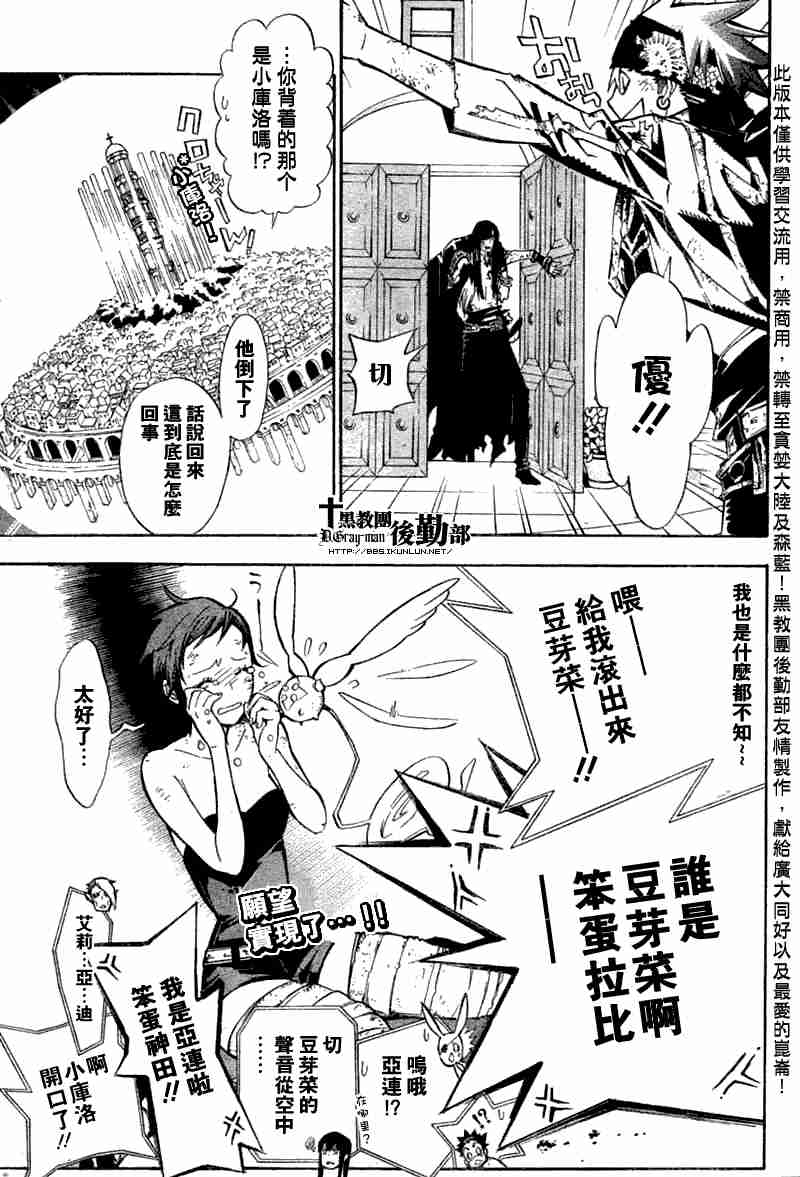 優!!
切
…你背着的那个
是小庫洛嗎!?
クロちゃーん!
小*庫洛!
他倒下了
話說回來
這到底是怎麼
回事
十黑教團後勤部
D.Gray-man
HTTP://BBS.IKUNLUN.NET/
我也是什麼都不知~~
喂——
給我滾出來
豆芽菜——!!
太好了…
願望
實現了…!!
誰是
豆芽菜啊
——笨蛋拉比
!?
嗚哦
亞連!?
切
豆芽菜的
聲音從空中
在哪里?
我是亞連啦
笨蛋神田!!
艾莉…亞…迪
啊
小庫洛
開口了!!
此版本僅供學習交流用，禁商用，禁轉至貪婪大陸及森藍！黑教團後勤部友情製作，獻給廣大同好以及最愛的崑崙！